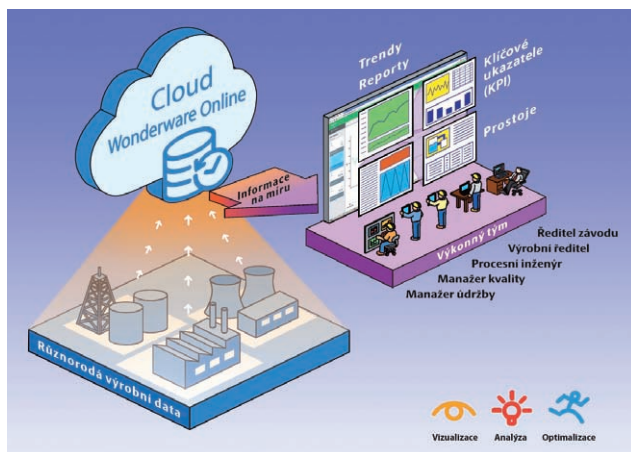 Cloud
Wonderware Online
Trendy
Reporty
Klíčové
ukazatele
(KPI)
Prostoje
Informace
na míru
Výkonný tým
Ředitel závodu
Výrobní ředitel
Procesní inženýr
Manažer kvality
Manažer údržby
Různorodá výrobní data
Vizualizace
Analýza
Optimalizace